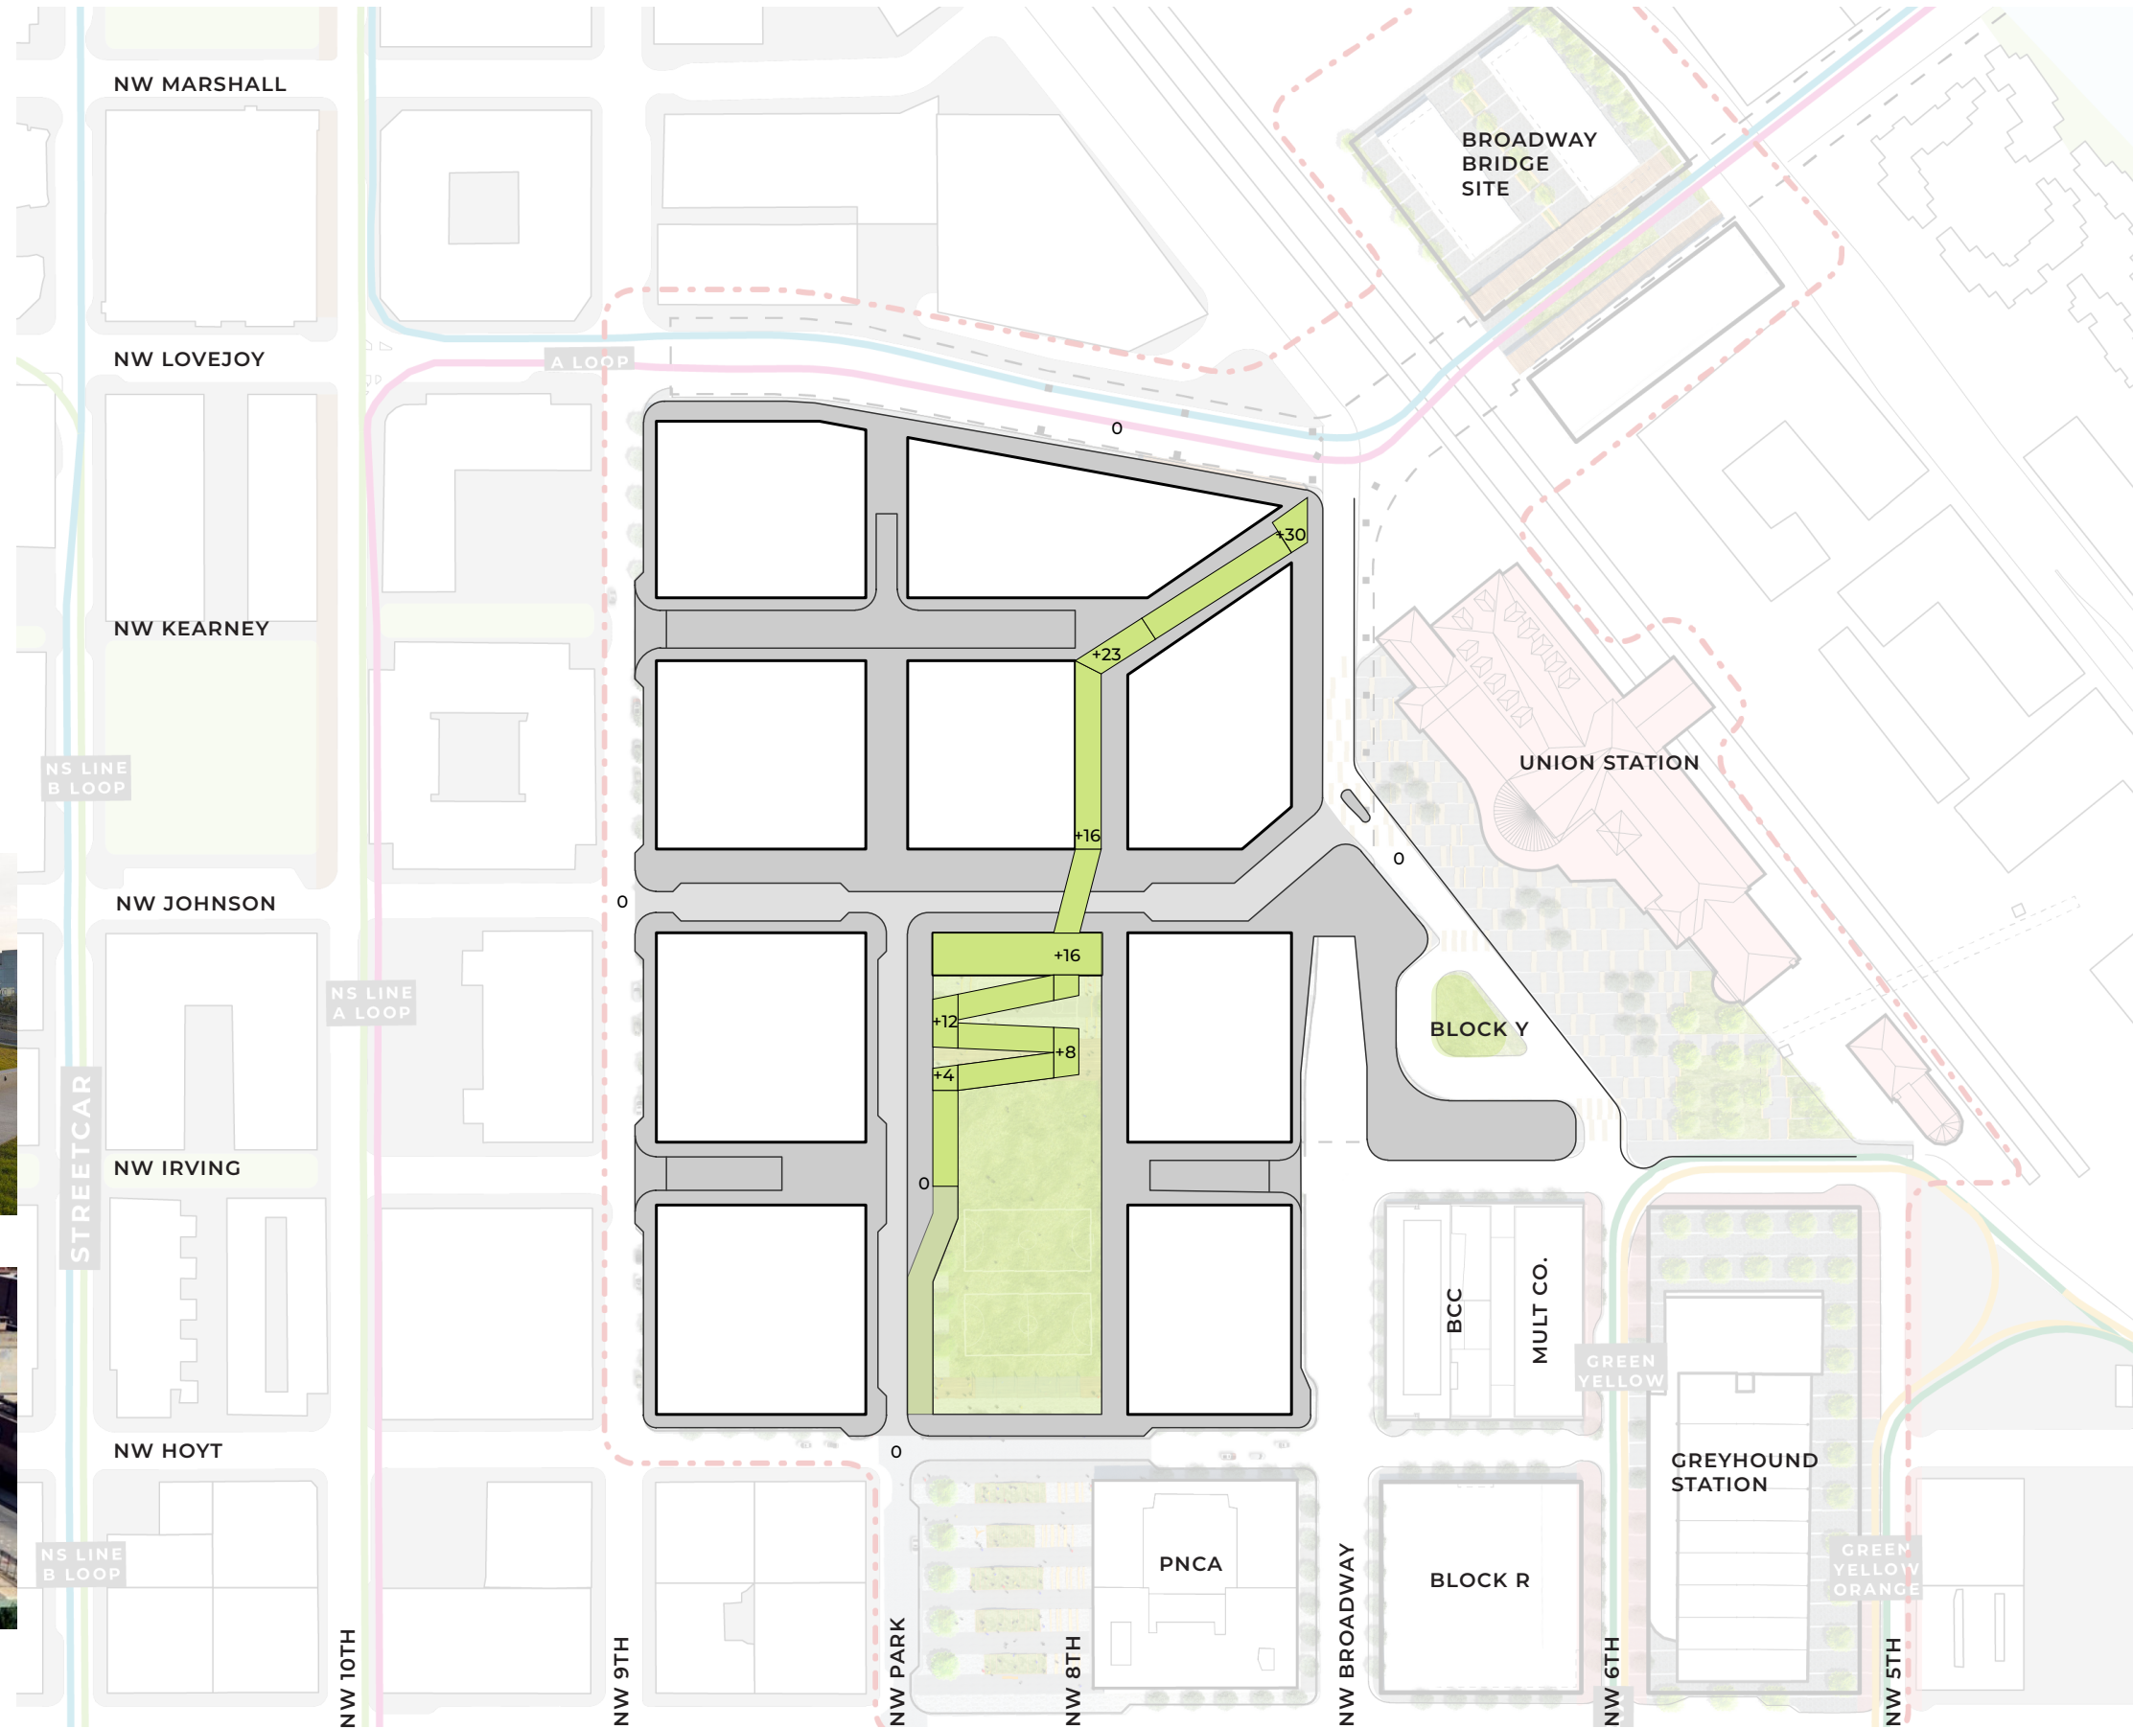 NW MARSHALL
BROADWAY
BRIDGE
SITE
NW LOVEJOY
A LOOP
0
+30
NW KEARNEY
+23
NS LINE
B LOOP
UNION STATION
+16
0
NW JOHNSON
0
+16
NS LINE
A LOOP
+12
BLOCK Y
+8
+4
STREETCAR
NW IRVING
0
BCC
MULT CO.
GREEN
YELLOW
NW HOYT
0
GREYHOUND
STATION
NS LINE
B LOOP
PNCA
BLOCK R
GREEN
YELLOW
ORANGE
NW 10TH
NW 9TH
NW PARK
NW 8TH
NW BROADWAY
NW 6TH
NW 5TH